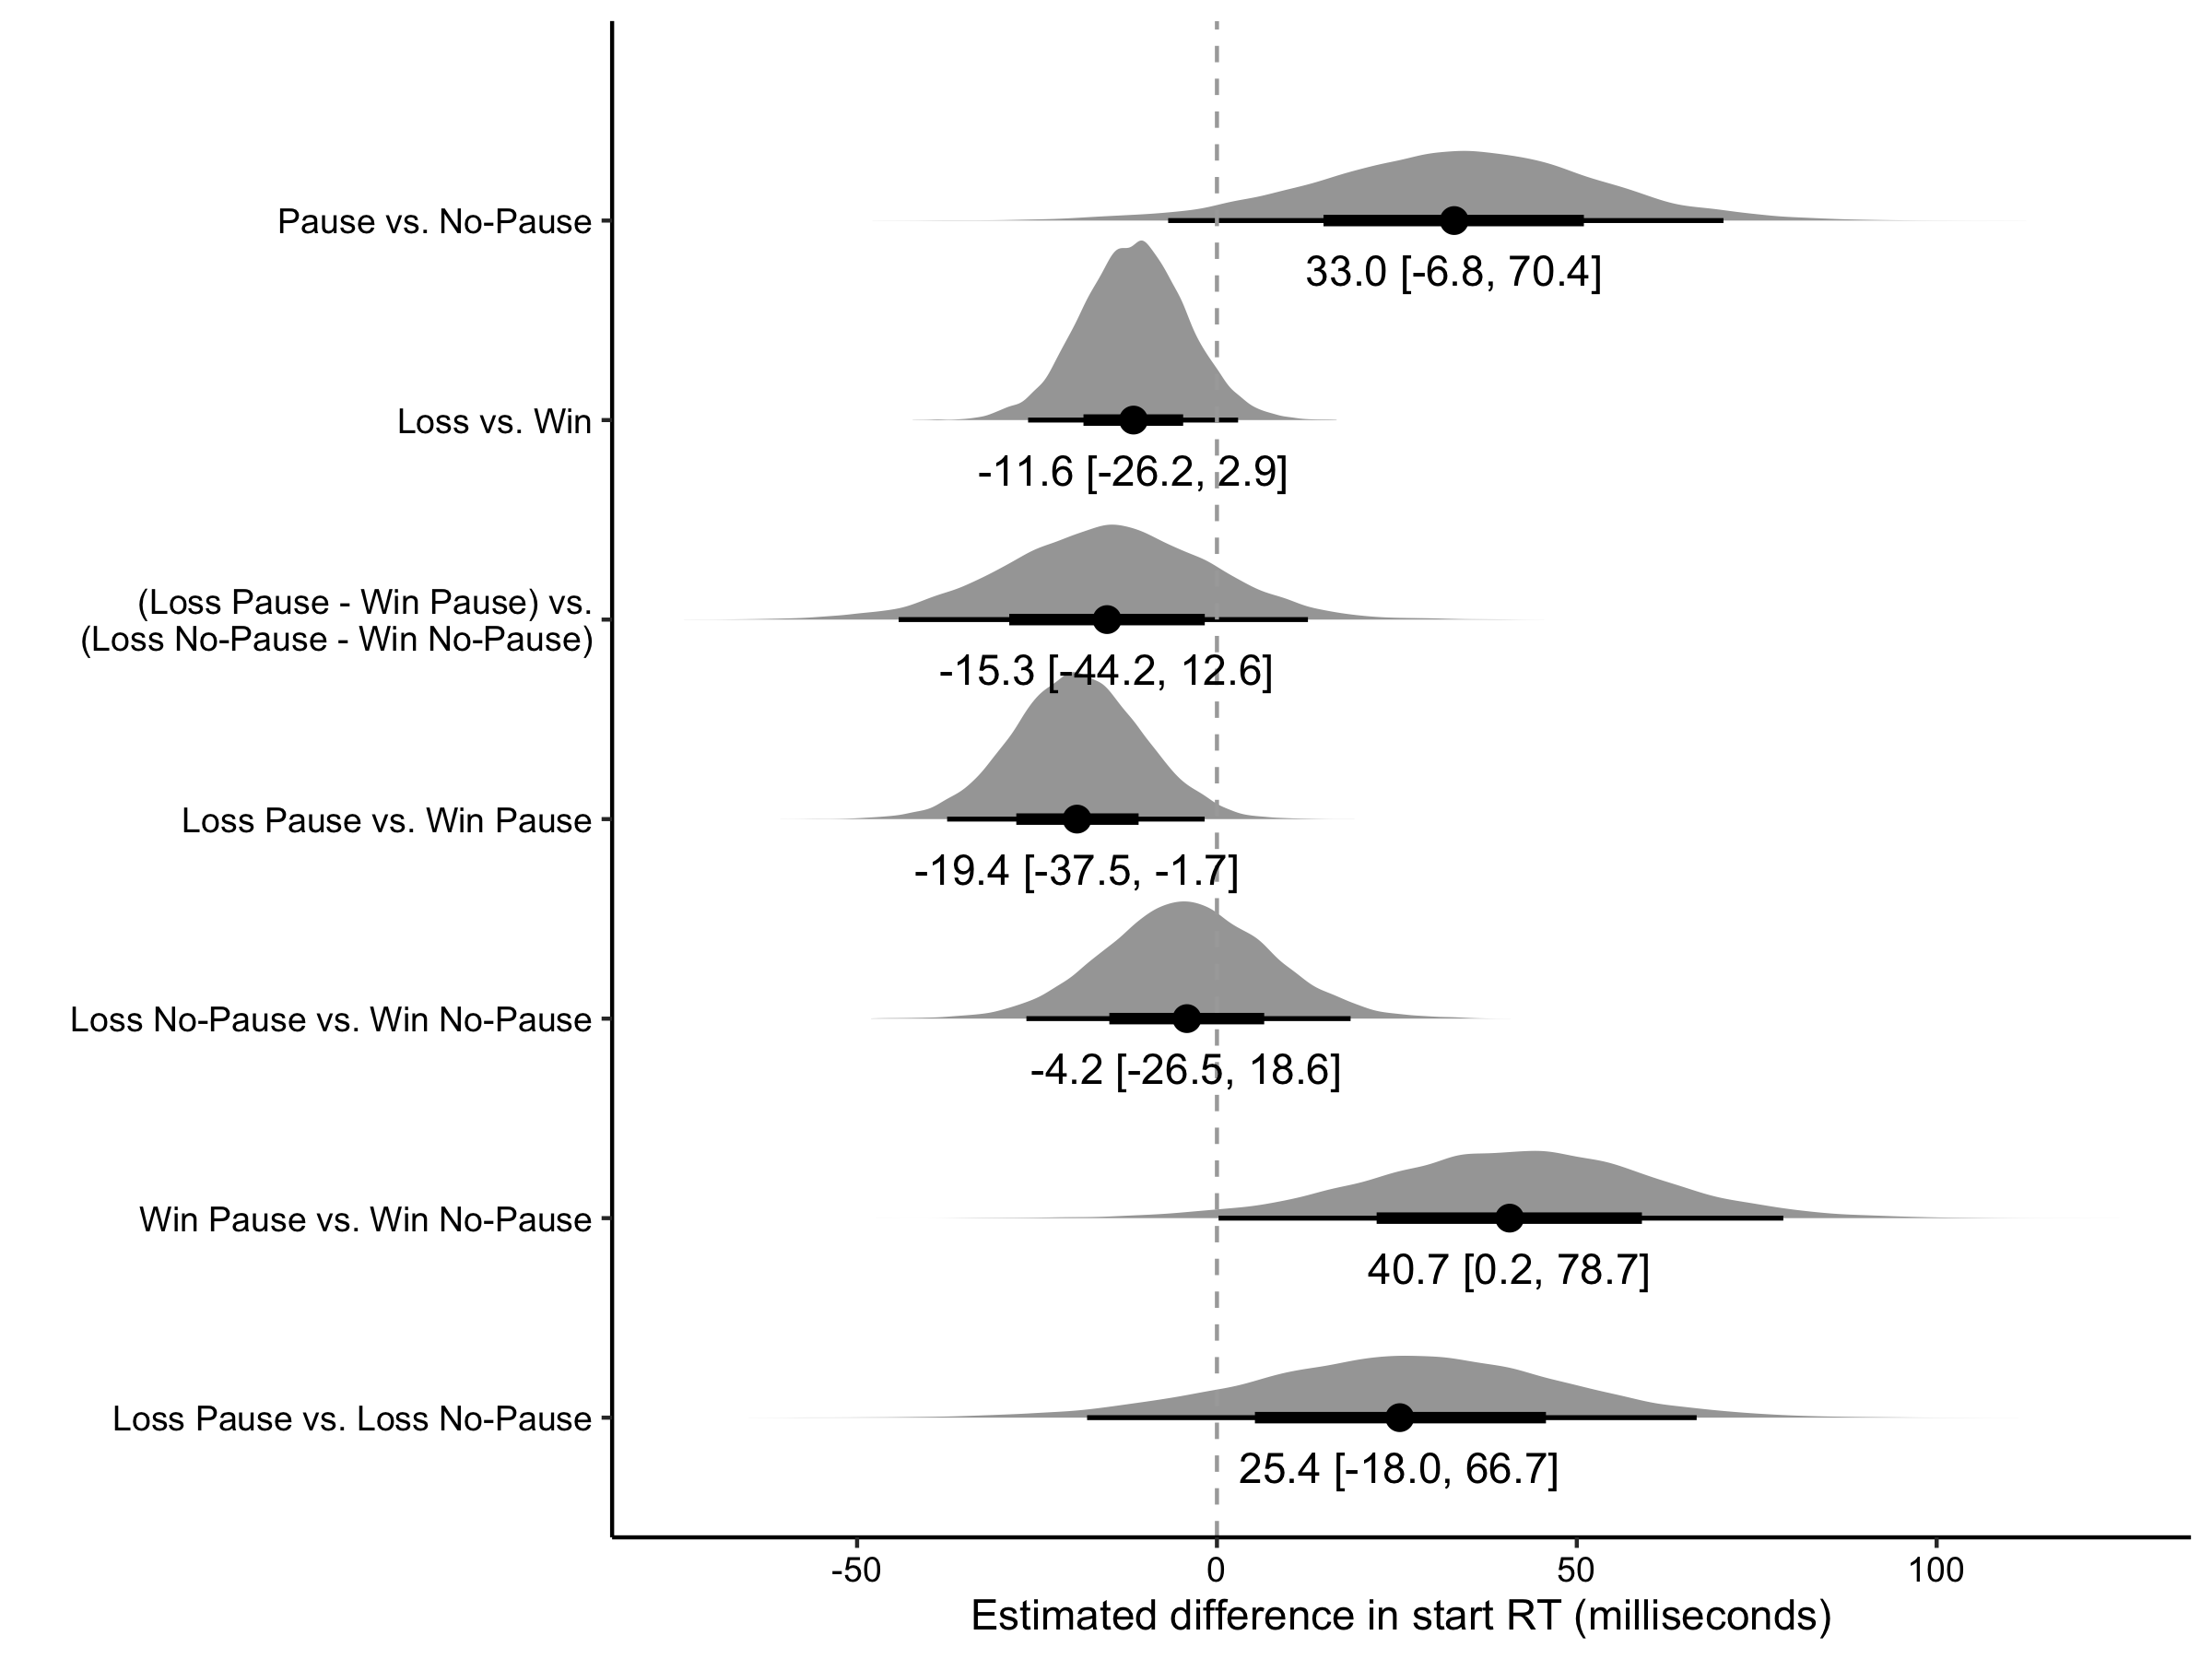 Pause vs. No-Pause
33.0 [-6.8, 70.4]
Loss vs. Win
-11.6 [-26.2, 2.9]
(Loss Pause - Win Pause) vs.
(Loss No-Pause - Win No-Pause)
-15.3 [-44.2, 12.6]
Loss Pause vs. Win Pause
-19.4 [-37.5, -1.7]
Loss No-Pause vs. Win No-Pause
-4.2 [-26.5, 18.6]
Win Pause vs. Win No-Pause
40.7 [0.2, 78.7]
Loss Pause vs. Loss No-Pause
25.4 [-18.0, 66.7]
-50 0 50 100
Estimated difference in start RT (milliseconds)